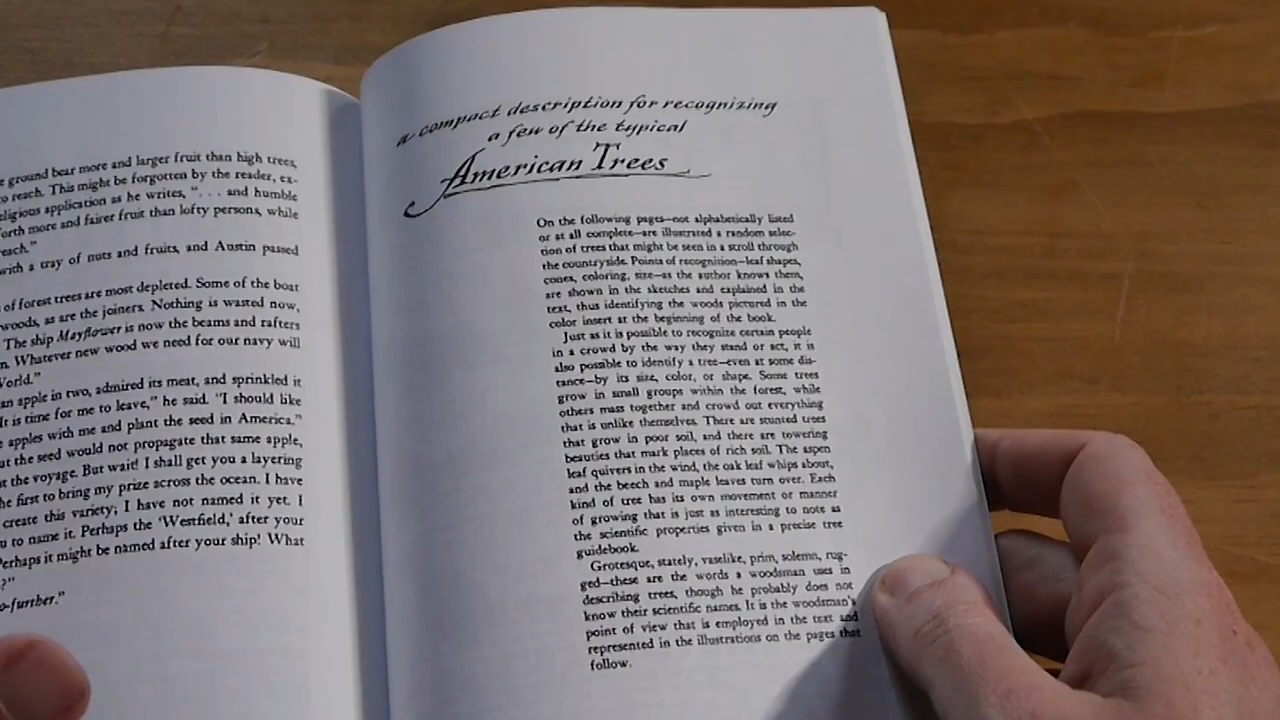 e ground bear more and larger fruit than high trees,
o reach. This might be forgotten by the reader, ex-
eligious application as he writes, “. . . and humble
forth more and fairer fruit than lofty persons, while
reach.”
with a tray of nuts and fruits, and Austin passed
of forest trees are most depleted. Some of the boat
woods, as are the joiners. Nothing is wasted now,
The ship Mayflower is now the beams and rafters
n. Whatever new wood we need for our navy will
World.”
an apple in two, admired its meat, and sprinkled it
It is time for me to leave,” he said. “I should like
e apples with me and plant the seed in America.”
ut the seed would not propagate that same apple,
t the voyage. But wait! I shall get you a layering
he first to bring my prize across the ocean. I have
create this variety; I have not named it yet. I
u to name it. Perhaps the ‘Westfield,’ after your
Perhaps it might be named after your ship! What
?”
o-further.”
a compact description for recognizing
a few of the typical
American Trees
On the following pages—not alphabetically listed
or at all complete—are illustrated a random selec-
tion of trees that might be seen in a scroll through
the countryside. Points of recognition—leaf shapes,
cones, coloring, size—as the author knows them,
are shown in the sketches and explained in the
text, thus identifying the woods pictured in the
color insert at the beginning of the book.
Just as it is possible to recognize certain people
in a crowd by the way they stand or act, it is
also possible to identify a tree—even at some dis-
tance—by its size, color, or shape. Some trees
grow in small groups within the forest, while
others mass together and crowd out everything
that is unlike themselves. There are stunted trees
that grow in poor soil, and there are towering
beauties that mark places of rich soil. The aspen
leaf quivers in the wind, the oak leaf whips about,
and the beech and maple leaves turn over. Each
kind of tree has its own movement or manner
of growing that is just as interesting to note as
the scientific properties given in a precise tree
guidebook.
Grotesque, stately, vaselike, prim, solemn, rug-
ged—these are the words a woodsman uses in
describing trees, though he probably does not
know their scientific names. It is the woodsman's
point of view that is employed in the text and
represented in the illustrations on the pages that
follow.